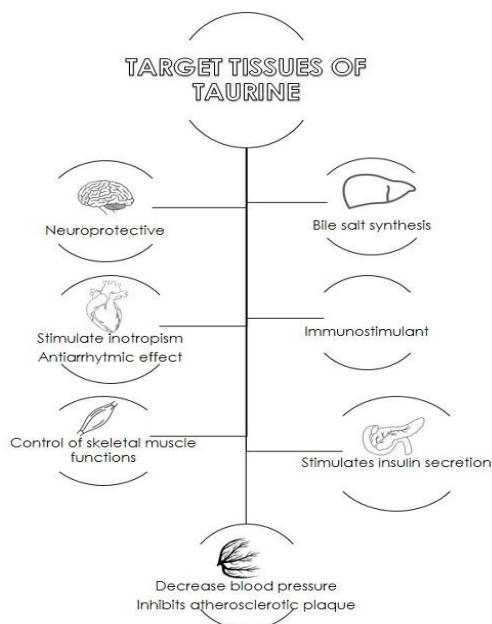 TARGET TISSUES OF
TAURINE
Neuroprotective
Bile salt synthesis
Stimulate inotropism
Antiarrhytmic effect
Immunostimulant
Control of skeletal muscle
functions
Stimulates insulin secretion
Decrease blood pressure
Inhibits atherosclerotic plaque